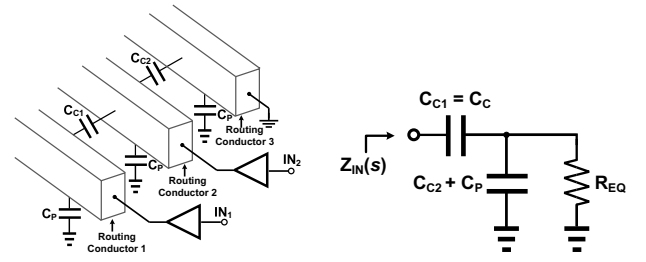 C_C2
C_C1
C_P
Routing
Conductor 3
C_P
IN_2
Routing
Conductor 2
C_P
IN_1
Routing
Conductor 1
C_C1 = C_C
Z_IN(s)
C_C2 + C_P
R_EQ